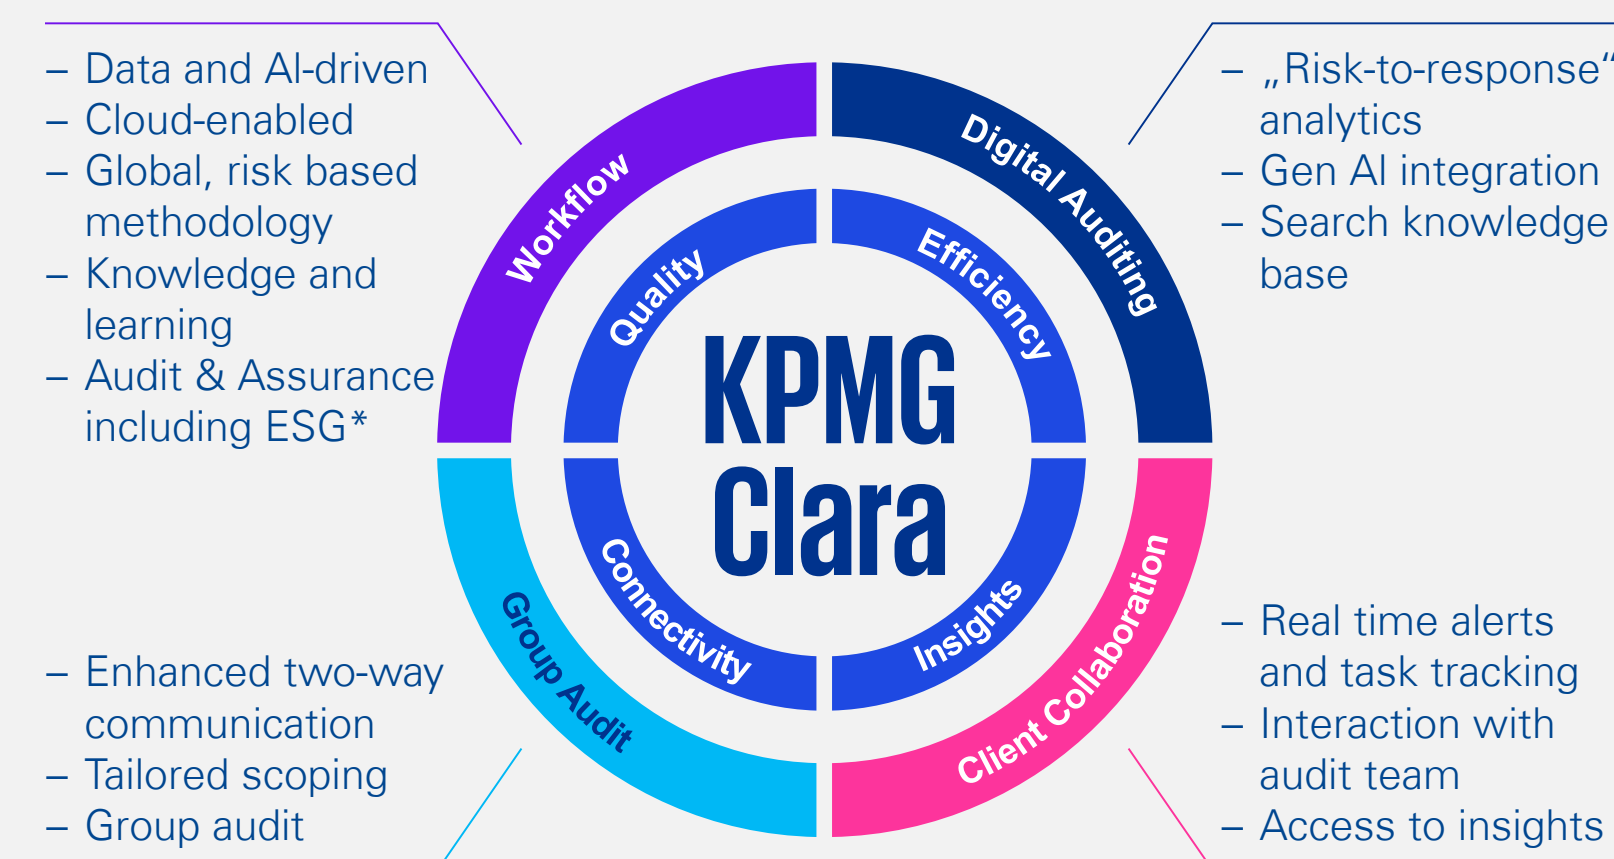 – Data and AI-driven
– Cloud-enabled
– Global, risk based
methodology
– Knowledge and
learning
– Audit & Assurance
including ESG*
– „Risk-to-response“
analytics
– Gen AI integration
– Search knowledge
base
Workflow
Digital Auditing
Quality
Efficiency
KPMG
Clara
Connectivity
Insights
Group Audit
Client Collaboration
– Enhanced two-way
communication
– Tailored scoping
– Group audit
– Real time alerts
and task tracking
– Interaction with
audit team
– Access to insights